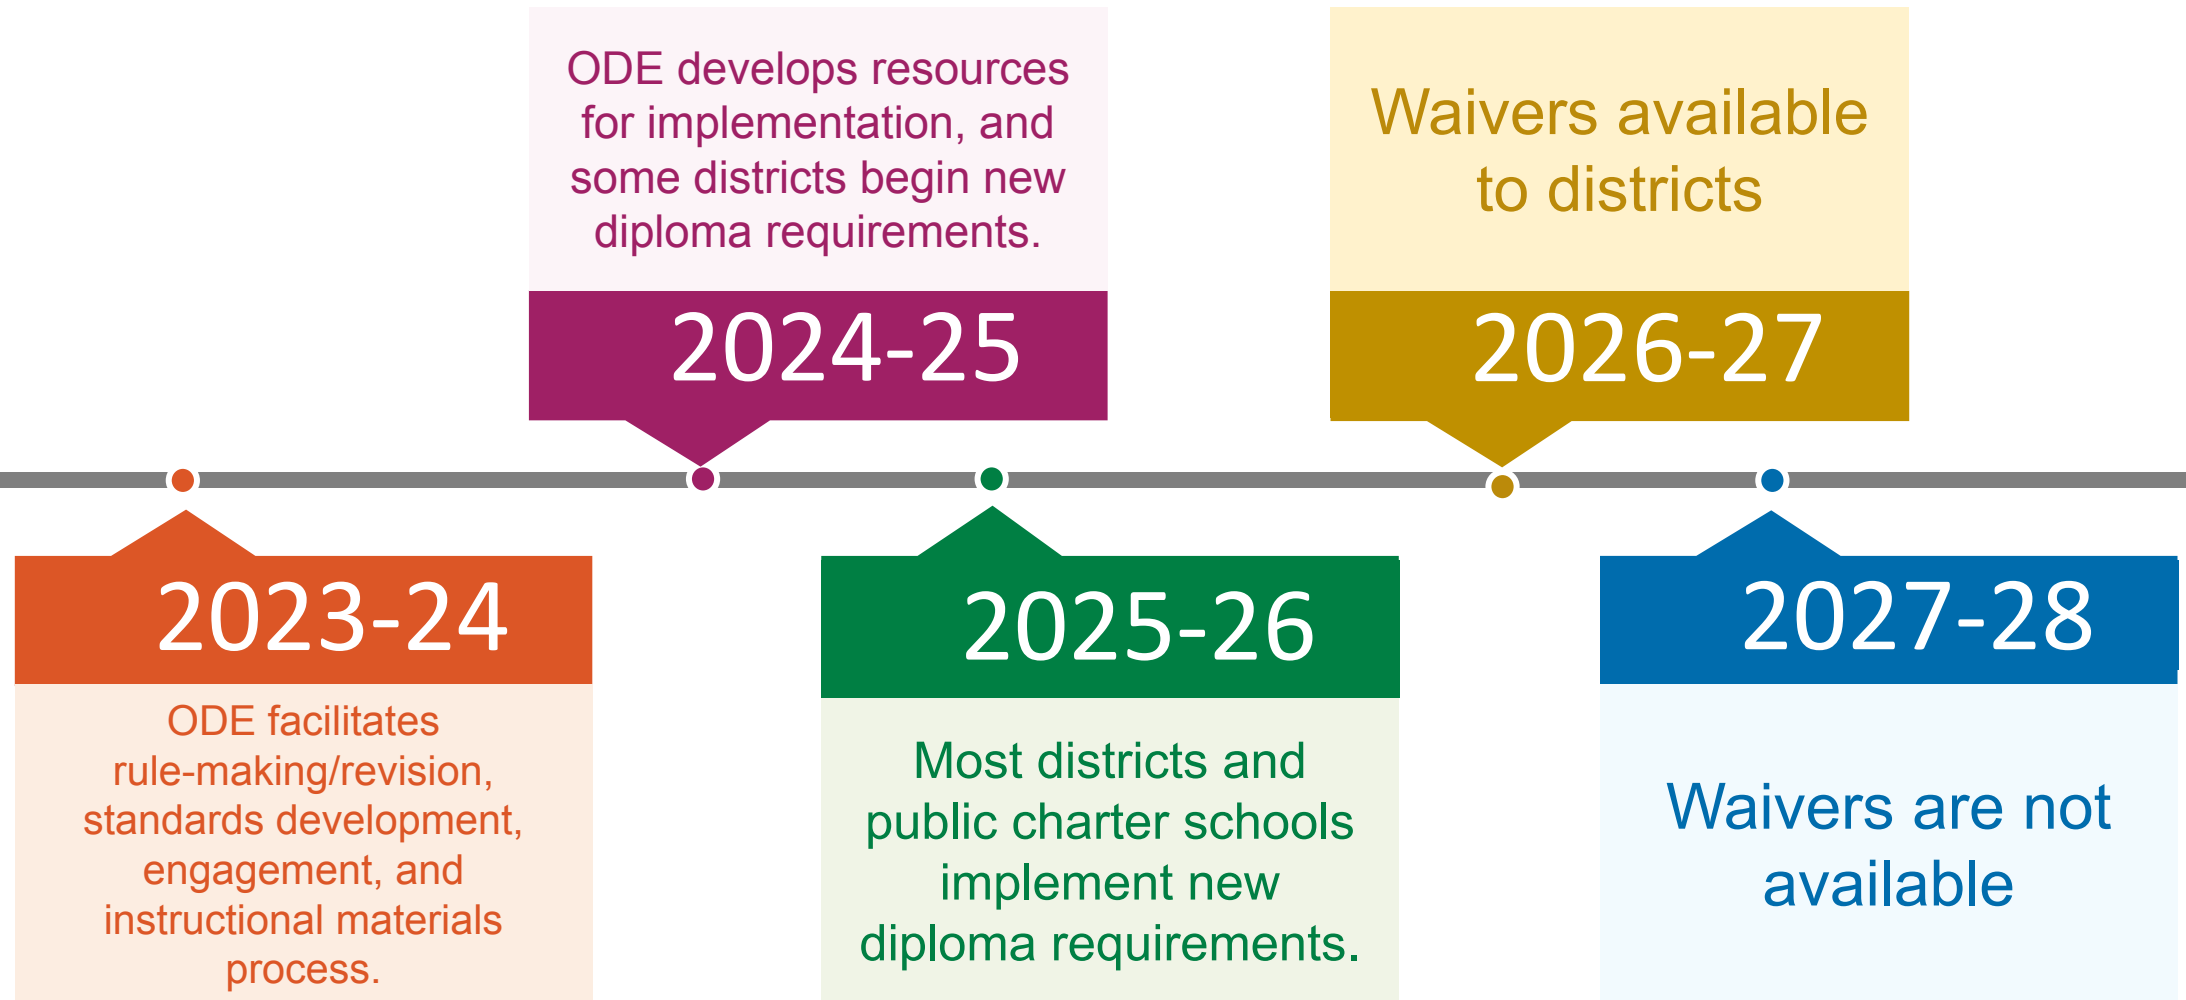 ODE develops resources
for implementation, and
some districts begin new
diploma requirements.
2024-25
Waivers available
to districts
2026-27
2023-24
ODE facilitates
rule-making/revision,
standards development,
engagement, and
instructional materials
process.
2025-26
Most districts and
public charter schools
implement new
diploma requirements.
2027-28
Waivers are not
available